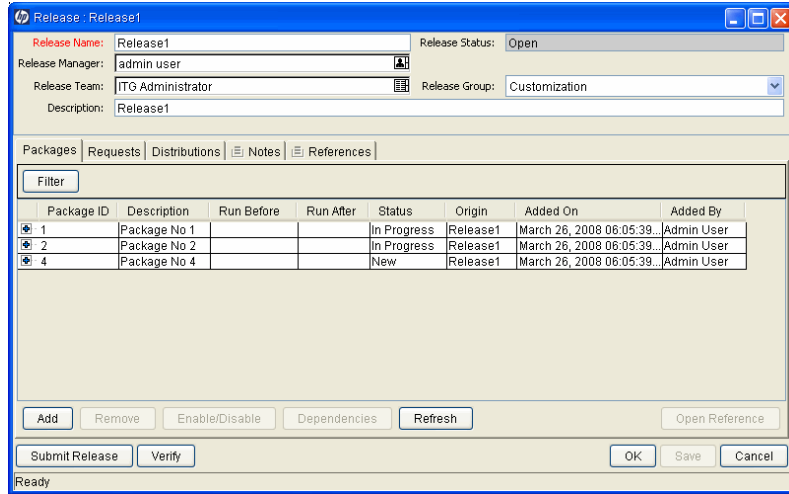 hp Release : Release1
Release Name: Release1 Release Status: Open
Release Manager: admin user
Release Team: ITG Administrator Release Group: Customization
Description: Release1
Packages Requests Distributions Notes References
Filter
Package ID Description Run Before Run After Status Origin Added On Added By
1 Package No 1 In Progress Release1 March 26, 2008 06:05:39... Admin User
2 Package No 2 In Progress Release1 March 26, 2008 06:05:39... Admin User
4 Package No 4 New Release1 March 26, 2008 06:05:39... Admin User
Add Remove Enable/Disable Dependencies Refresh Open Reference
Submit Release Verify OK Save Cancel
Ready